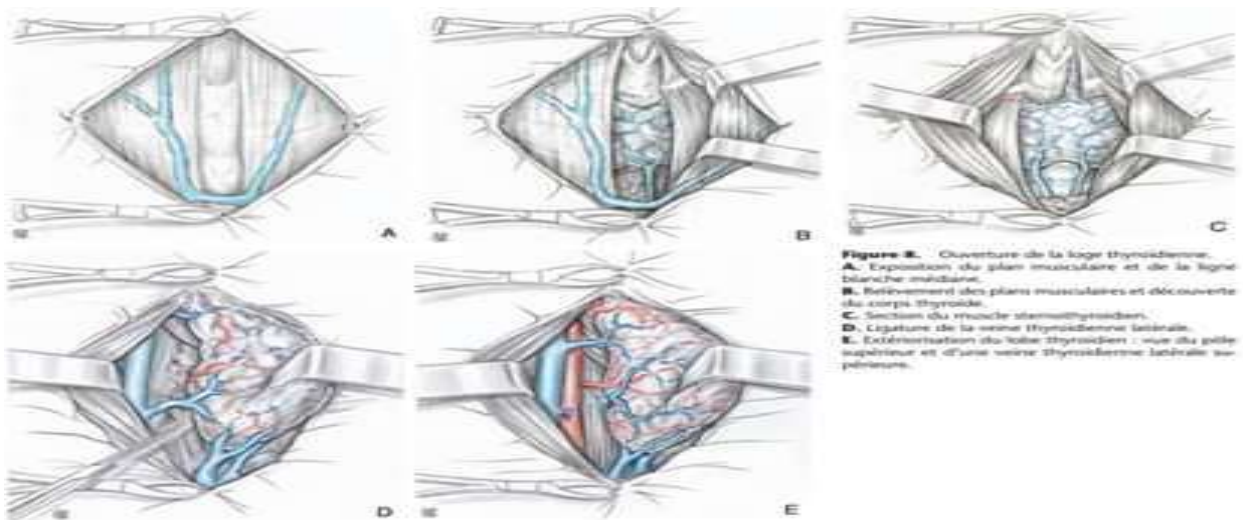 A
B
C
Figure 8. Ouverture de la loge thyroïdienne.
A. Exposition du plan musculaire et de la ligne
blanche médiane.
B. Relèvement des plans musculaires et découverte
du corps thyroïde.
C. Section du muscle sternothyroïdien.
D. Ligature de la veine thyroïdienne latérale.
E. Extériorisation du lobe thyroïdien : vue du pôle
supérieur et d'une veine thyroïdienne latérale su-
périeure.
D
E